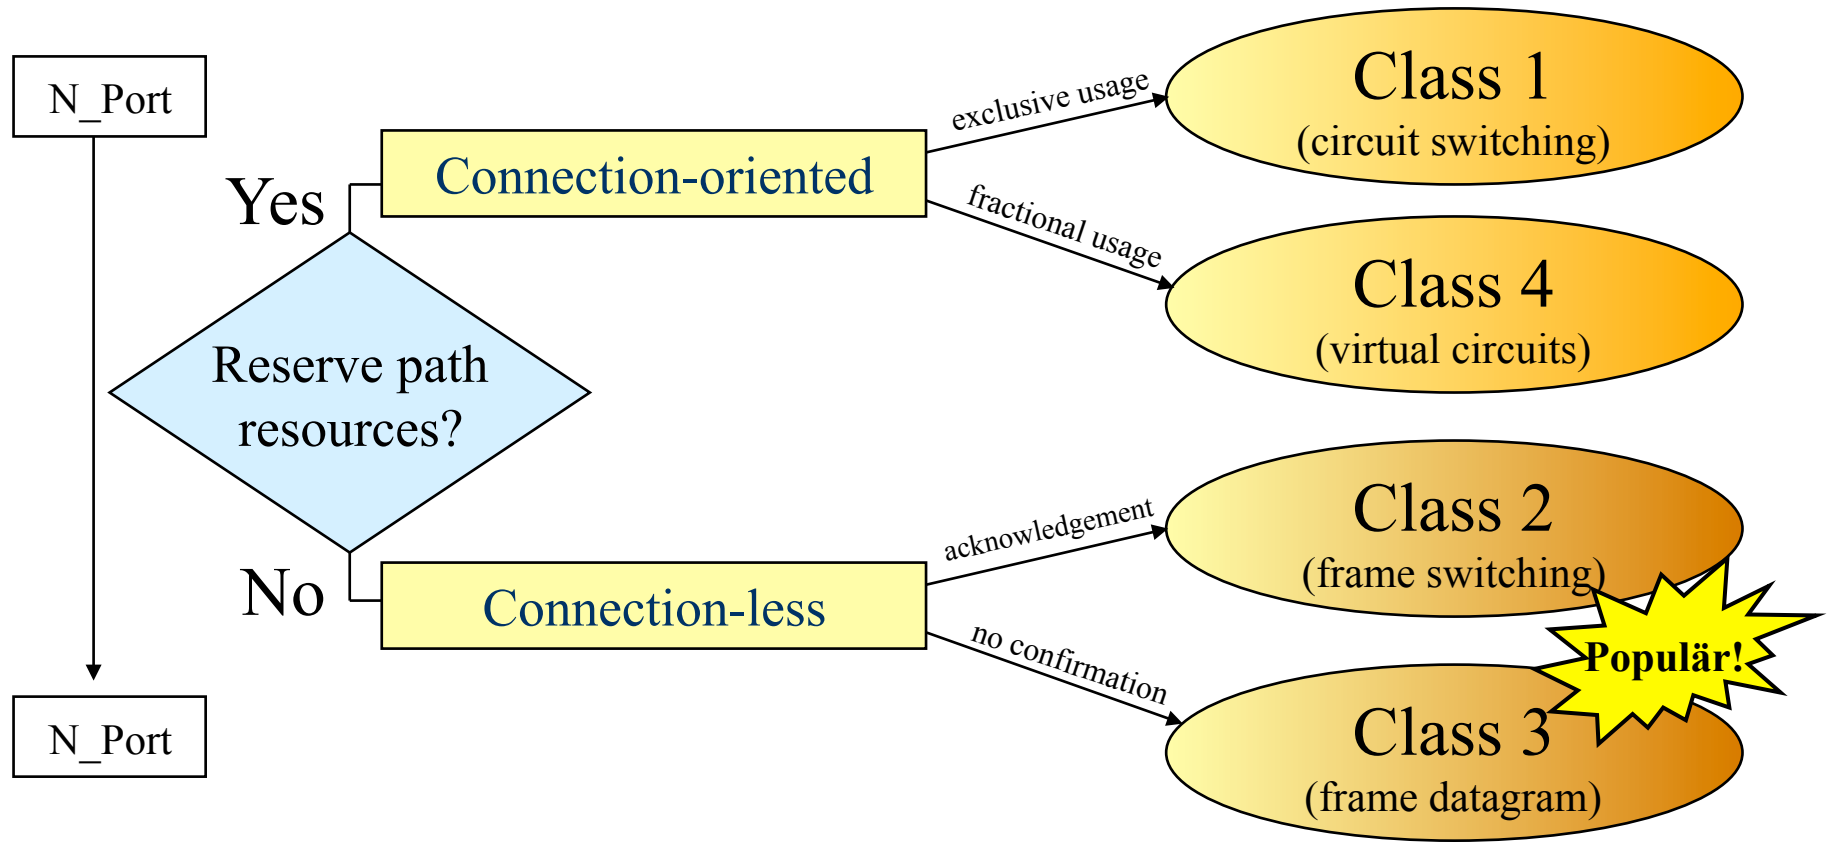 N_Port
Yes
Reserve path
resources?
No
N_Port
Connection-oriented
exclusive usage
fractional usage
Class 1
(circuit switching)
Class 4
(virtual circuits)
Connection-less
acknowledgement
no confirmation
Class 2
(frame switching)
Populär!
Class 3
(frame datagram)